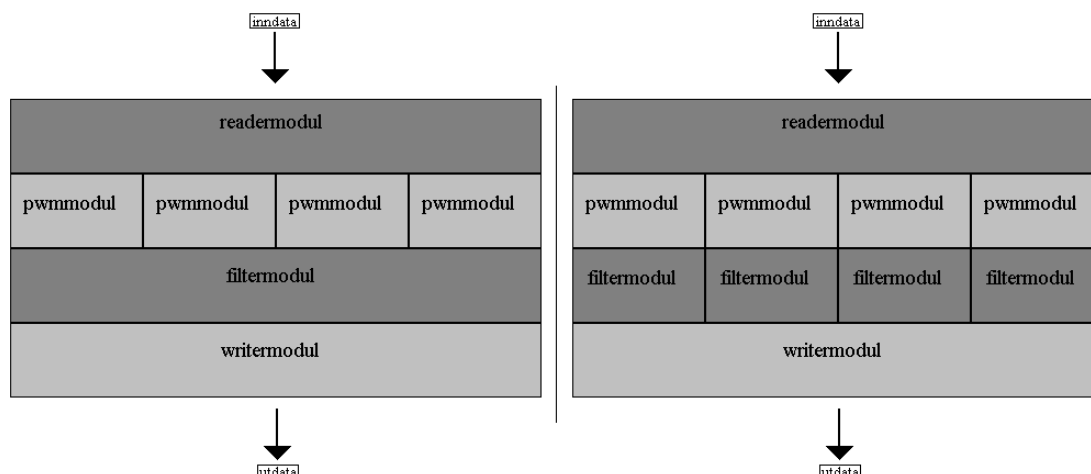 inndata
readermodul
pwmmodul pwmmodul pwmmodul pwmmodul
filtermodul
writermodul
utdata
inndata
readermodul
pwmmodul pwmmodul pwmmodul pwmmodul
filtermodul filtermodul filtermodul filtermodul
writermodul
utdata